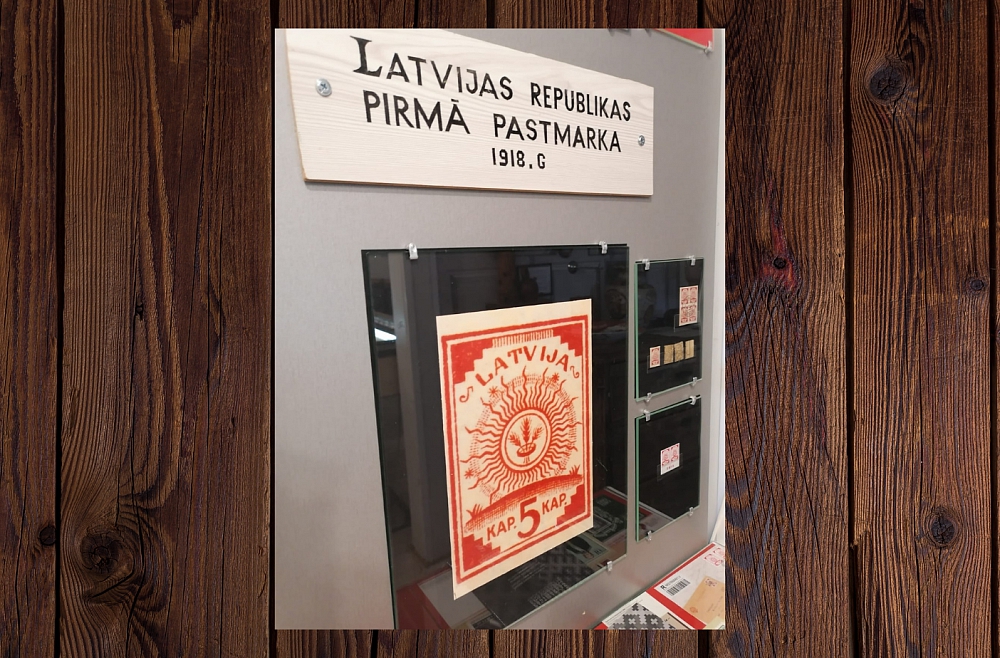 LATVIJAS REPUBLIKAS
PIRMĀ PASTMARKA
1918.G
LATVIJA
KAP. 5 KAP.